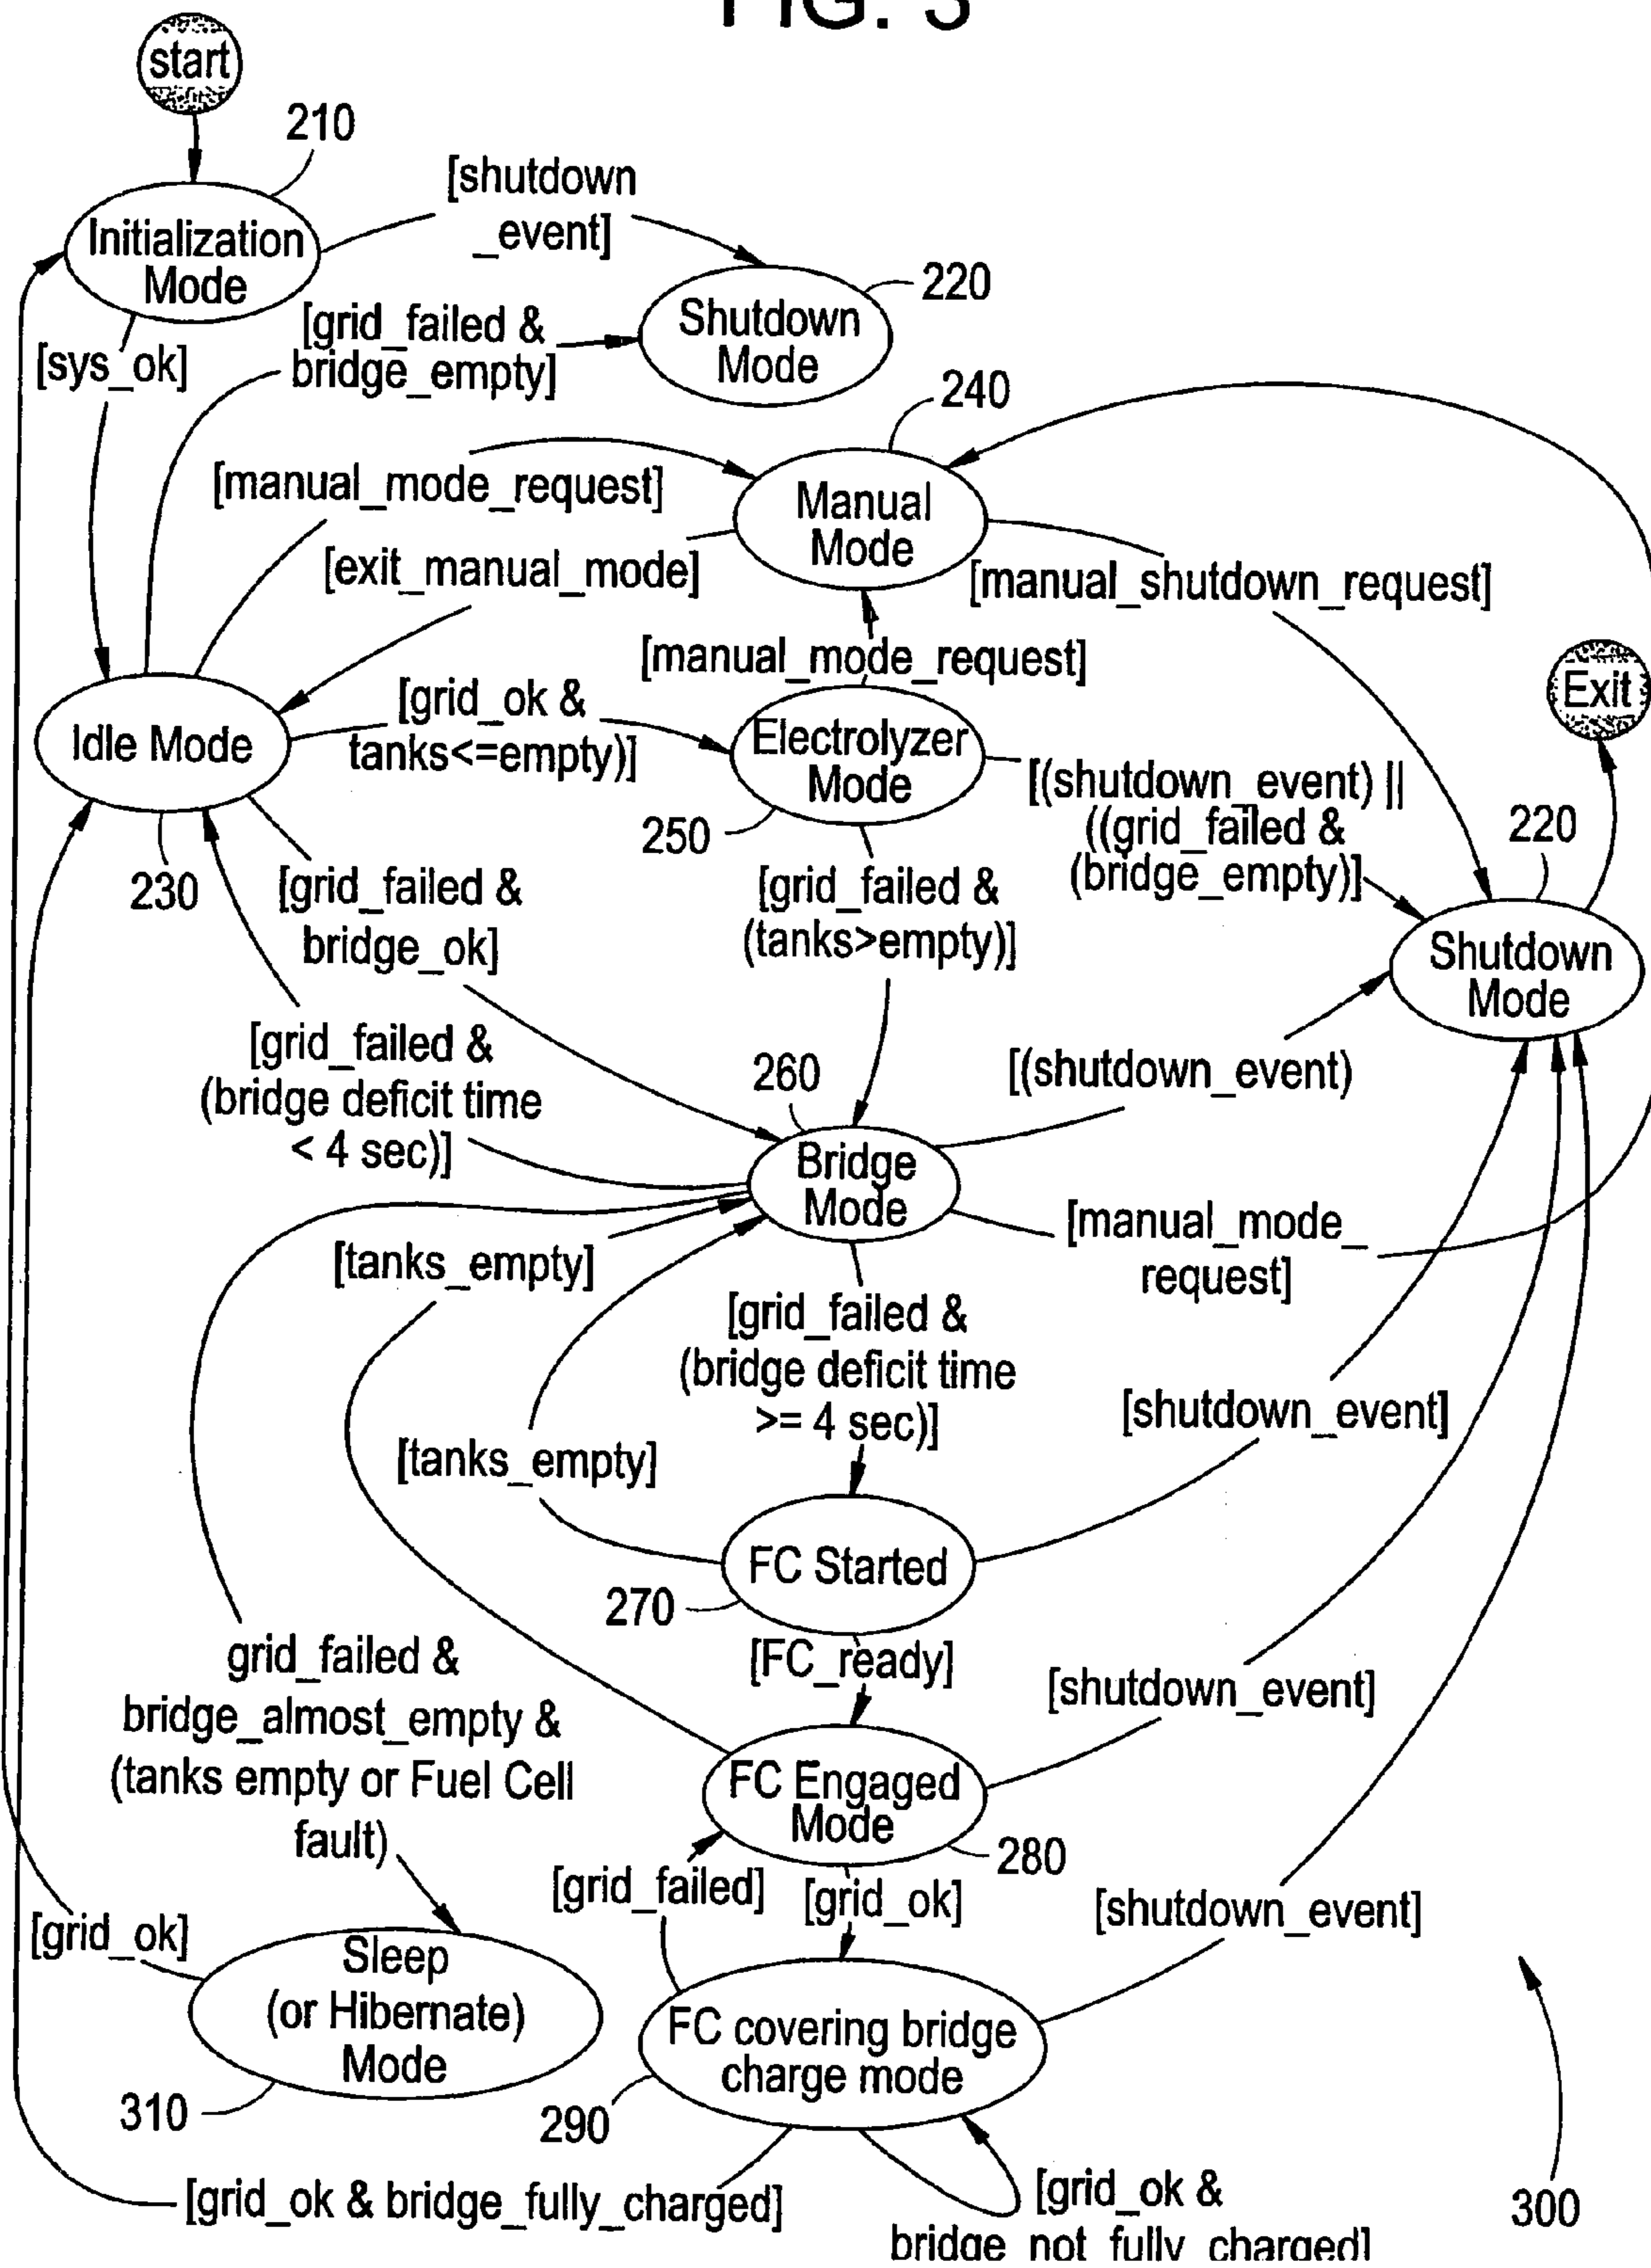 FIG. 3
start
210
[shutdown
_event]
Initialization
Mode
220
[grid_failed &
bridge_empty]
Shutdown
Mode
[sys_ok]
240
[manual_mode_request]
Manual
Mode
[exit_manual_mode]
[manual_shutdown_request]
[manual_mode_request]
Exit
[grid_ok &
tanks<=empty)]
Idle Mode
Electrolyzer
Mode
[(shutdown_event) ||
((grid_failed &
(bridge_empty)]
250
220
230
[grid_failed &
bridge_ok]
[grid_failed &
(tanks>empty)]
Shutdown
Mode
[grid_failed &
(bridge deficit time
< 4 sec)]
260
[(shutdown_event)
Bridge
Mode
[manual_mode_
request]
[tanks_empty]
[grid_failed &
(bridge deficit time
>= 4 sec)]
[shutdown_event]
[tanks_empty]
FC Started
270
[FC_ready]
grid_failed &
bridge_almost_empty &
(tanks empty or Fuel Cell
fault)
[shutdown_event]
FC Engaged
Mode
280
[grid_failed]
[grid_ok]
[shutdown_event]
[grid_ok]
Sleep
(or Hibernate)
Mode
310
FC covering bridge
charge mode
290
[grid_ok & bridge_fully_charged]
[grid_ok &
bridge_not_fully_charged]
300